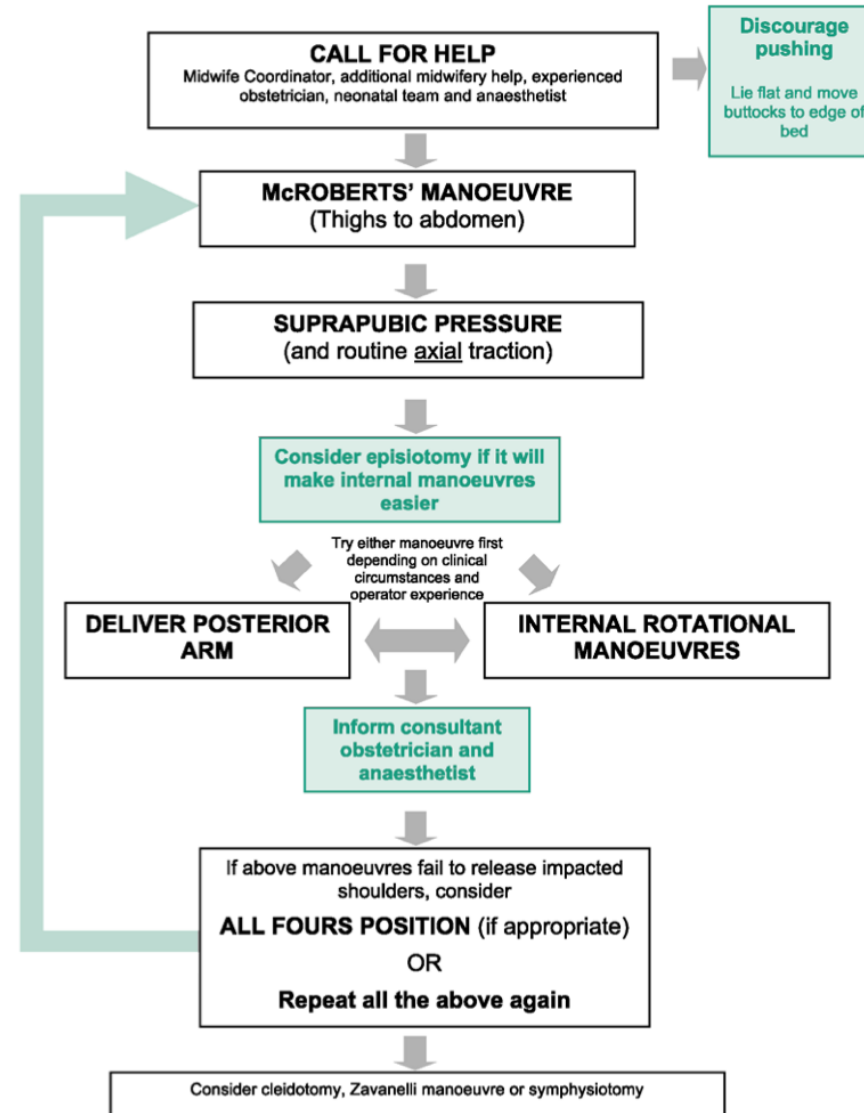 CALL FOR HELP
Midwife Coordinator, additional midwifery help, experienced
obstetrician, neonatal team and anaesthetist
Discourage
pushing
Lie flat and move
buttocks to edge of
bed
McROBERTS’ MANOEUVRE
(Thighs to abdomen)
SUPRAPUBIC PRESSURE
(and routine axial traction)
Consider episiotomy if it will
make internal manoeuvres
easier
Try either manoeuvre first
depending on clinical
circumstances and
operator experience
DELIVER POSTERIOR
ARM
INTERNAL ROTATIONAL
MANOEUVRES
Inform consultant
obstetrician and
anaesthetist
If above manoeuvres fail to release impacted
shoulders, consider
ALL FOURS POSITION (if appropriate)
OR
Repeat all the above again
Consider cleidotomy, Zavanelli manoeuvre or symphysiotomy